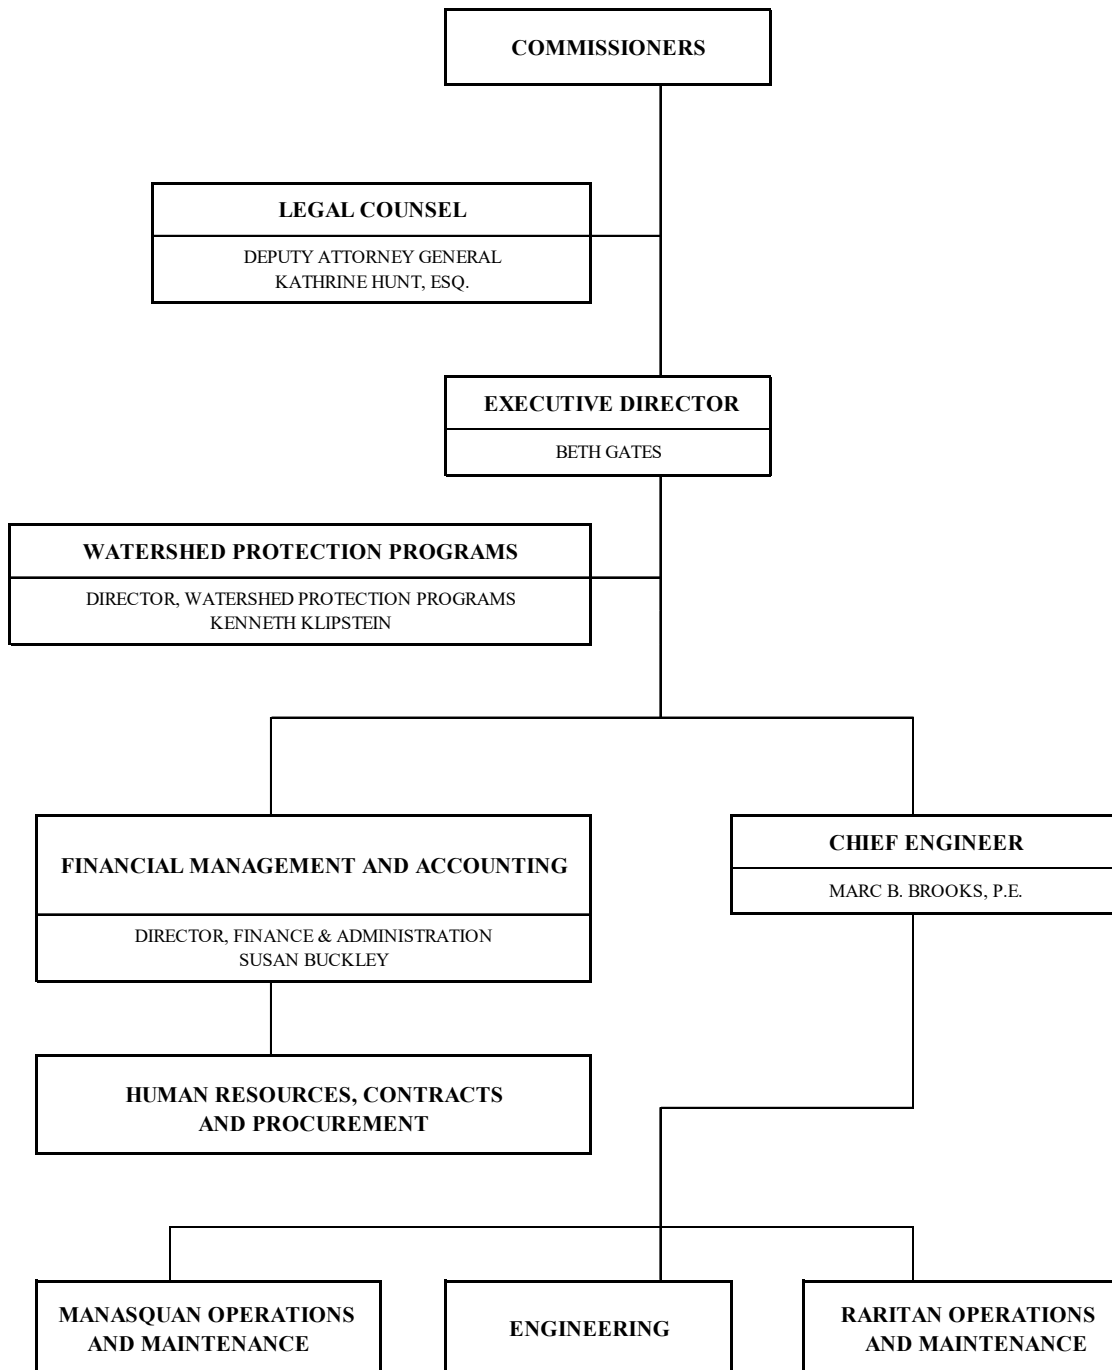 COMMISSIONERS
LEGAL COUNSEL
DEPUTY ATTORNEY GENERAL
KATHRINE HUNT, ESQ.
EXECUTIVE DIRECTOR
BETH GATES
WATERSHED PROTECTION PROGRAMS
DIRECTOR, WATERSHED PROTECTION PROGRAMS
KENNETH KLIPSTEIN
FINANCIAL MANAGEMENT AND ACCOUNTING
DIRECTOR, FINANCE & ADMINISTRATION
SUSAN BUCKLEY
CHIEF ENGINEER
MARC B. BROOKS, P.E.
HUMAN RESOURCES, CONTRACTS
AND PROCUREMENT
MANASQUAN OPERATIONS
AND MAINTENANCE
ENGINEERING
RARITAN OPERATIONS
AND MAINTENANCE